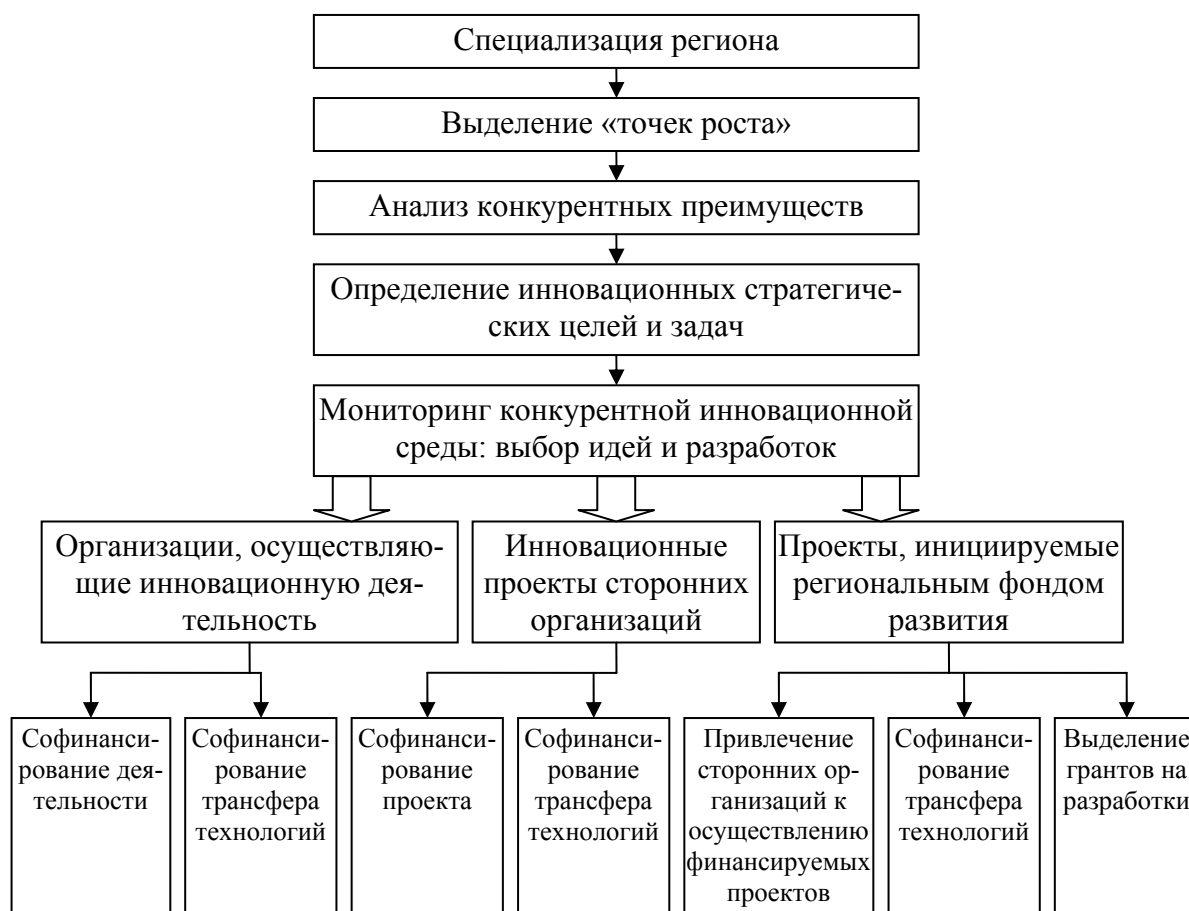 Специализация региона
Выделение «точек роста»
Анализ конкурентных преимуществ
Определение инновационных стратегиче-
ских целей и задач
Мониторинг конкурентной инновационной
среды: выбор идей и разработок
Организации, осуществляю-
щие инновационную дея-
тельность
Инновационные
проекты сторонних
организаций
Проекты, инициируемые
региональным фондом
развития
Софинанси-
рование дея-
тельности
Софинанси-
рование
трансфера
технологий
Софинанси-
рование
проекта
Софинанси-
рование
трансфера
технологий
Привлечение
сторонних ор-
ганизаций к
осуществлению
финансируемых
проектов
Софинанси-
рование
трансфера
технологий
Выделение
грантов на
разработки